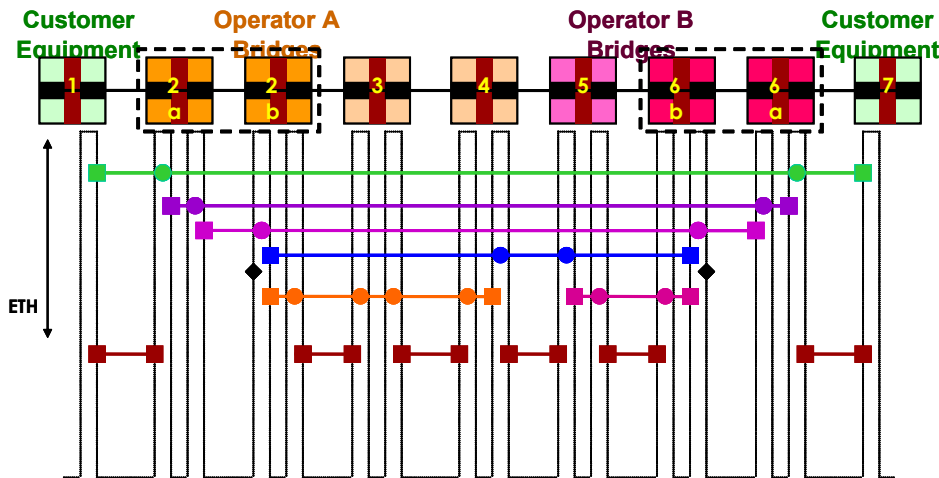 Customer Equipment
Operator A Bridges
Operator B Bridges
Customer Equipment
1
2 a
2 b
3
4
5
6 b
6 a
7
ETH